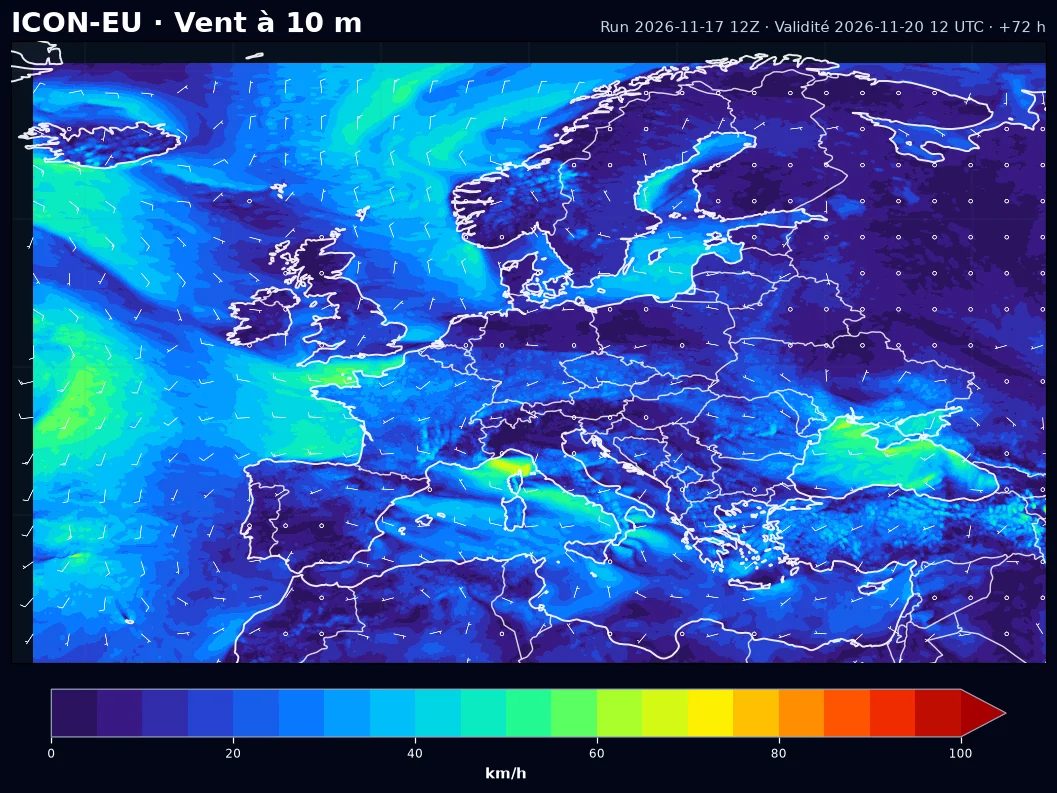 ICON-EU · Vent à 10 m
Run 2026-11-17 12Z · Validité 2026-11-20 12 UTC · +72 h
0 20 40 60 80 100
km/h